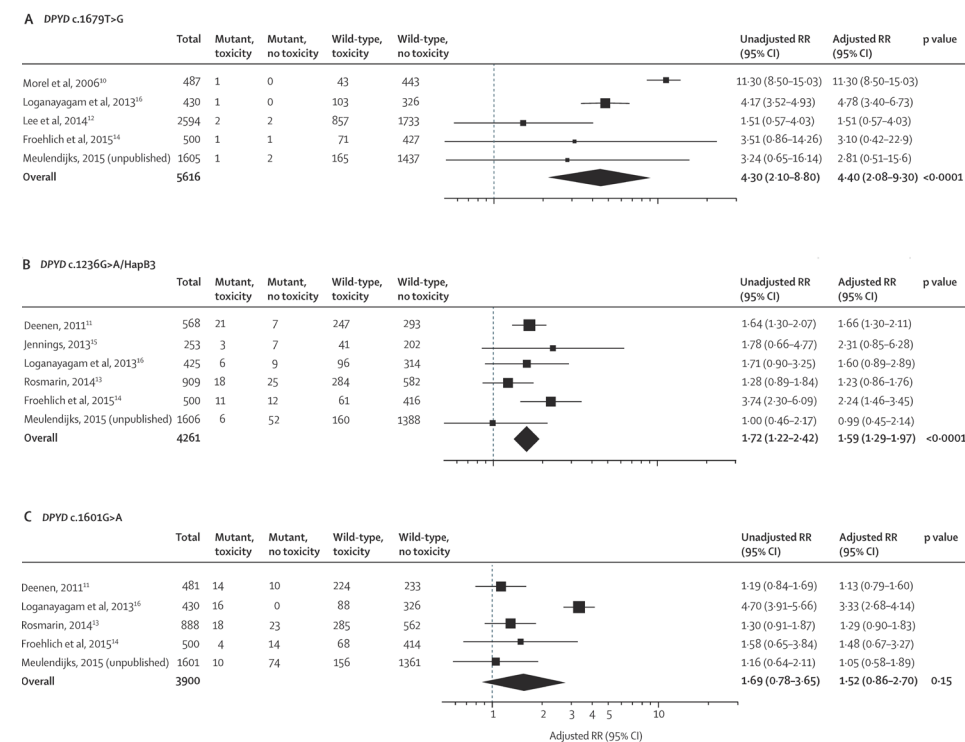 A DPYD c.1679T>G
Total Mutant, toxicity Mutant, no toxicity Wild-type, toxicity Wild-type, no toxicity Unadjusted RR (95% CI) Adjusted RR (95% CI) p value
Morel et al, 2006¹⁰ 487 1 0 43 443 11·30 (8·50–15·03) 11·30 (8·50–15·03)
Loganayagam et al, 2013¹⁶ 430 1 0 103 326 4·17 (3·52–4·93) 4·78 (3·40–6·73)
Lee et al, 2014¹² 2594 2 2 857 1733 1·51 (0·57–4·03) 1·51 (0·57–4·03)
Froehlich et al, 2015¹⁴ 500 1 1 71 427 3·51 (0·86–14·26) 3·10 (0·42–22·9)
Meulendijks, 2015 (unpublished) 1605 1 2 165 1437 3·24 (0·65–16·14) 2·81 (0·51–15·6)
Overall 5616 4·30 (2·10–8·80) 4·40 (2·08–9·30) <0·0001
B DPYD c.1236G>A/HapB3
Total Mutant, toxicity Mutant, no toxicity Wild-type, toxicity Wild-type, no toxicity Unadjusted RR (95% CI) Adjusted RR (95% CI) p value
Deenen, 2011¹¹ 568 21 7 247 293 1·64 (1·30–2·07) 1·66 (1·30–2·11)
Jennings, 2013¹⁵ 253 3 7 41 202 1·78 (0·66–4·77) 2·31 (0·85–6·28)
Loganayagam et al, 2013¹⁶ 425 6 9 96 314 1·71 (0·90–3·25) 1·60 (0·89–2·89)
Rosmarin, 2014¹³ 909 18 25 284 582 1·28 (0·89–1·84) 1·23 (0·86–1·76)
Froehlich et al, 2015¹⁴ 500 11 12 61 416 3·74 (2·30–6·09) 2·24 (1·46–3·45)
Meulendijks, 2015 (unpublished) 1606 6 52 160 1388 1·00 (0·46–2·17) 0·99 (0·45–2·14)
Overall 4261 1·72 (1·22–2·42) 1·59 (1·29–1·97) <0·0001
C DPYD c.1601G>A
Total Mutant, toxicity Mutant, no toxicity Wild-type, toxicity Wild-type, no toxicity Unadjusted RR (95% CI) Adjusted RR (95% CI) p value
Deenen, 2011¹¹ 481 14 10 224 233 1·19 (0·84–1·69) 1·13 (0·79–1·60)
Loganayagam et al, 2013¹⁶ 430 16 0 88 326 4·70 (3·91–5·66) 3·33 (2·68–4·14)
Rosmarin, 2014¹³ 888 18 23 285 562 1·30 (0·91–1·87) 1·29 (0·90–1·83)
Froehlich et al, 2015¹⁴ 500 4 14 68 414 1·58 (0·65–3·84) 1·48 (0·67–3·27)
Meulendijks, 2015 (unpublished) 1601 10 74 156 1361 1·16 (0·64–2·11) 1·05 (0·58–1·89)
Overall 3900 1·69 (0·78–3·65) 1·52 (0·86–2·70) 0·15
1 2 3 4 5 10
Adjusted RR (95% CI)